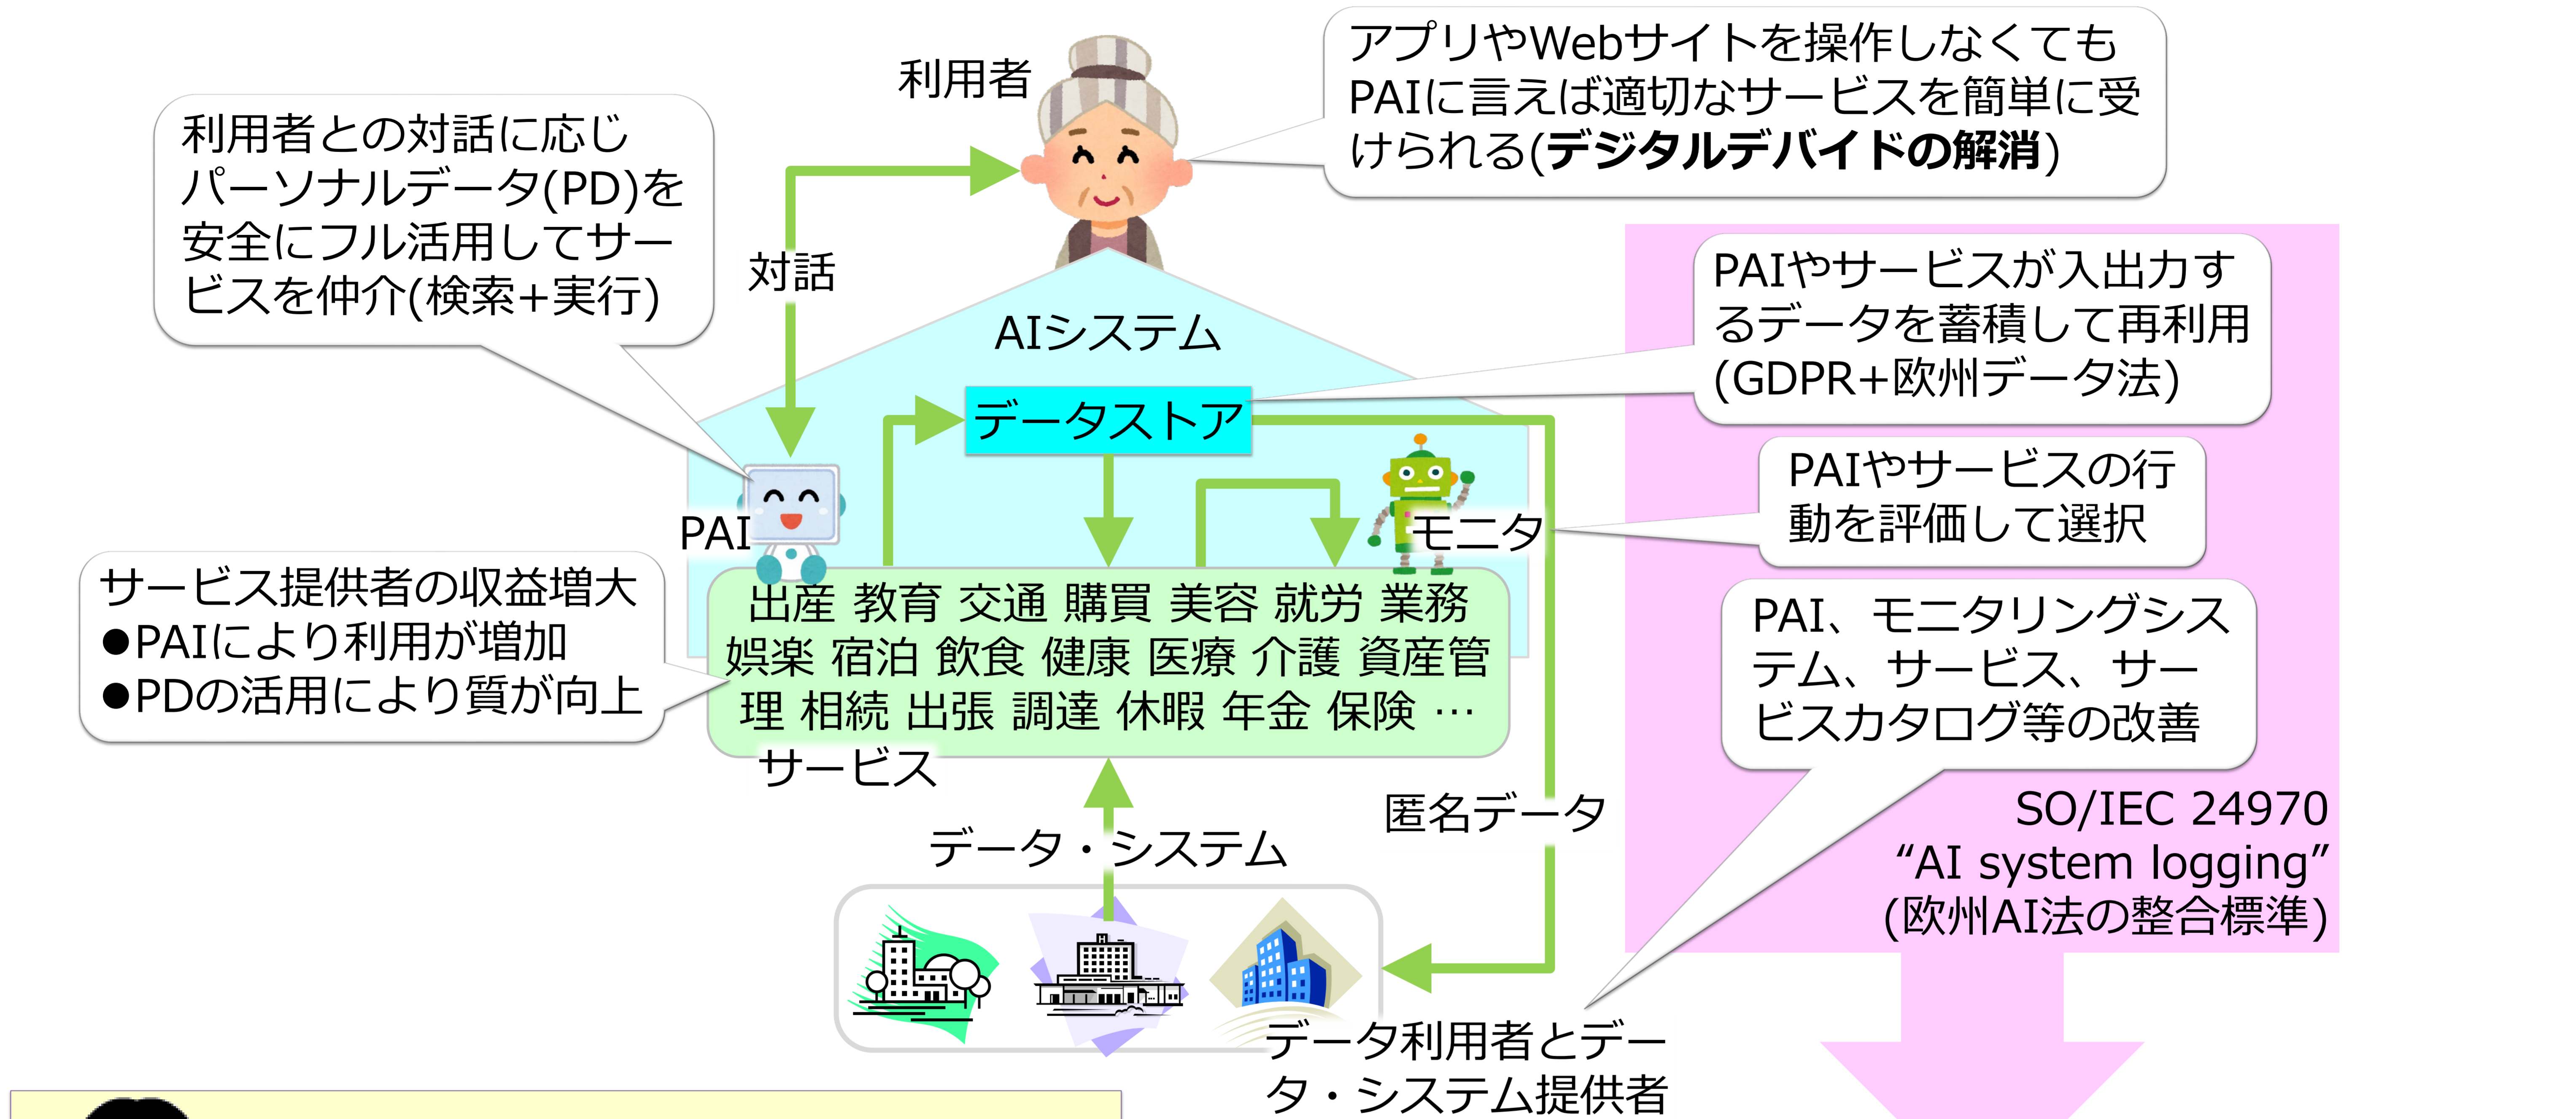 利用者
アプリやWebサイトを操作しなくても
PAIに言えば適切なサービスを簡単に受
けられる(デジタルデバイドの解消)
利用者との対話に応じ
パーソナルデータ(PD)を
安全にフル活用してサー
ビスを仲介(検索+実行)
対話
AIシステム
PAIやサービスが入出力す
るデータを蓄積して再利用
(GDPR+欧州データ法)
データストア
PAIやサービスの行
動を評価して選択
PAI
モニタ
サービス提供者の収益増大
●PAIにより利用が増加
●PDの活用により質が向上
出産 教育 交通 購買 美容 就労 業務
娯楽 宿泊 飲食 健康 医療 介護 資産管
理 相続 出張 調達 休暇 年金 保険 …
サービス
PAI、モニタリングシス
テム、サービス、サー
ビスカタログ等の改善
匿名データ
データ・システム
SO/IEC 24970
“AI system logging”
(欧州AI法の整合標準)
データ利用者とデー
タ・システム提供者